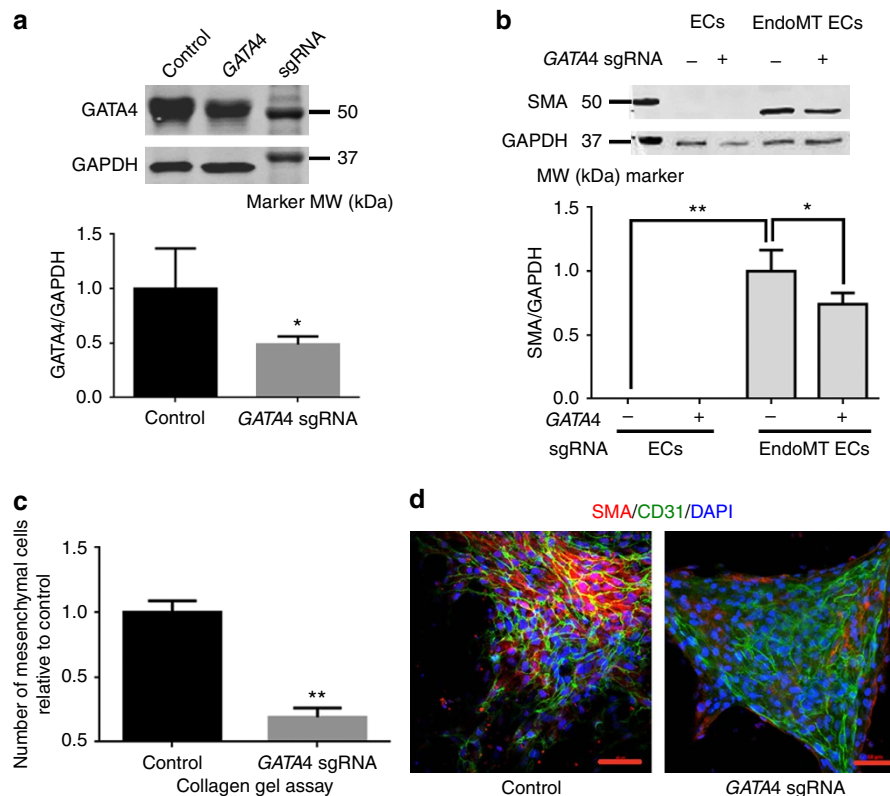 a
Control
GATA4
sgRNA
GATA4
50
GAPDH
37
Marker MW (kDa)
GATA4/GAPDH
1.5
1.0
0.5
0.0
*
Control
GATA4 sgRNA
b
ECs
EndoMT ECs
GATA4 sgRNA – + – +
SMA 50
GAPDH 37
MW (kDa) marker
SMA/GAPDH
1.5
1.0
0.5
0.0
**
*
GATA4 – + – +
sgRNA ECs EndoMT ECs
c
Number of mesenchymal cells
relative to control
1.5
1.0
0.5
0.5
**
Control
GATA4 sgRNA
Collagen gel assay
d
SMA/CD31/DAPI
Control
GATA4 sgRNA